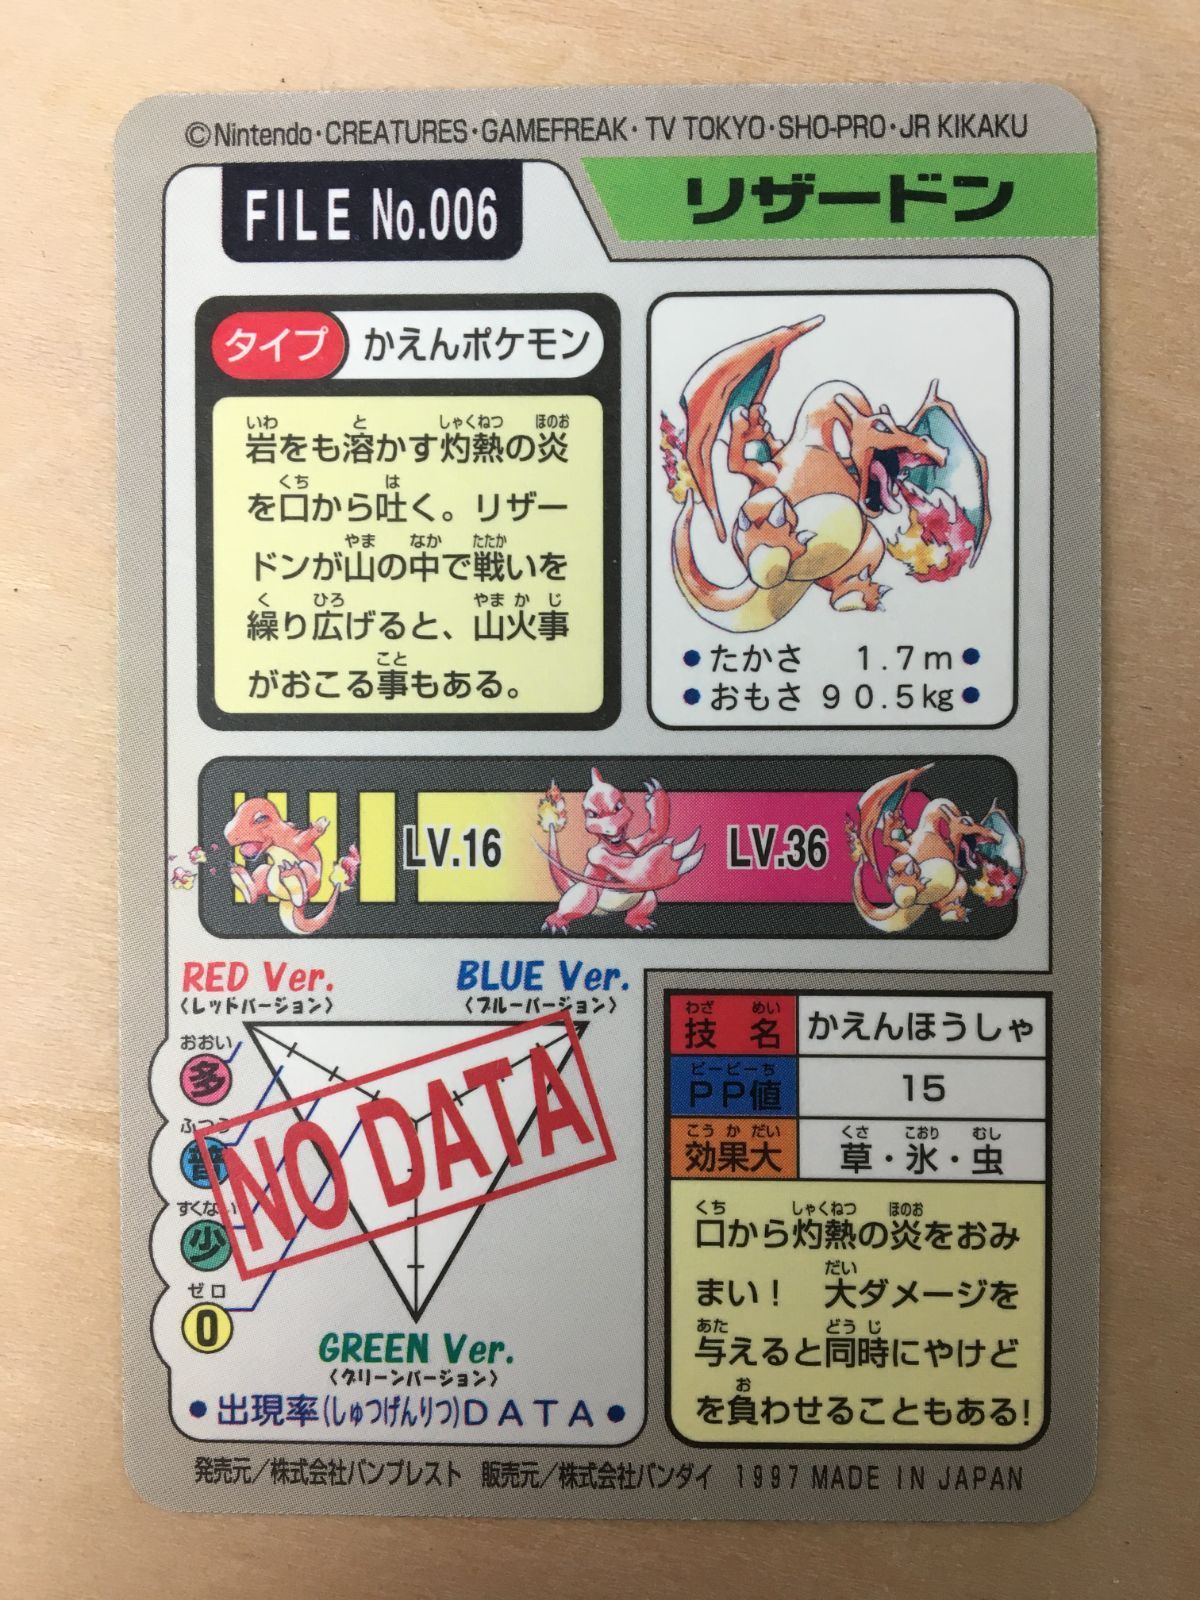 ©Nintendo・CREATURES・GAMEFREAK・TV TOKYO・SHO-PRO・JR KIKAKU
FILE No.006
リザードン
タイプ かえんポケモン
いわ と しゃくねつ ほのお
岩をも溶かす灼熱の炎
くち は
を口から吐く。リザー
やま なか たたか
ドンが山の中で戦いを
く ひろ やま か じ
繰り広げると、山火事
こと
がおこる事もある。
●たかさ 1.7m●
●おもさ 90.5kg●
LV.16
LV.36
RED Ver.
〈レッドバージョン〉
BLUE Ver.
〈ブルーバージョン〉
おおい
多
ふつう
普
すくない
少
ゼロ
0
NO DATA
GREEN Ver.
〈グリーンバージョン〉
●出現率(しゅつげんりつ)DATA●
わざ めい
技名 かえんほうしゃ
ピーピーち
PP値 15
こう か だい
効果大
くさ こおり むし
草・氷・虫
くち しゃくねつ ほのお
口から灼熱の炎をおみ
だい
まい! 大ダメージを
あた どう じ
与えると同時にやけど
お
を負わせることもある!
発売元/株式会社バンプレスト 販売元/株式会社バンダイ 1997 MADE IN JAPAN